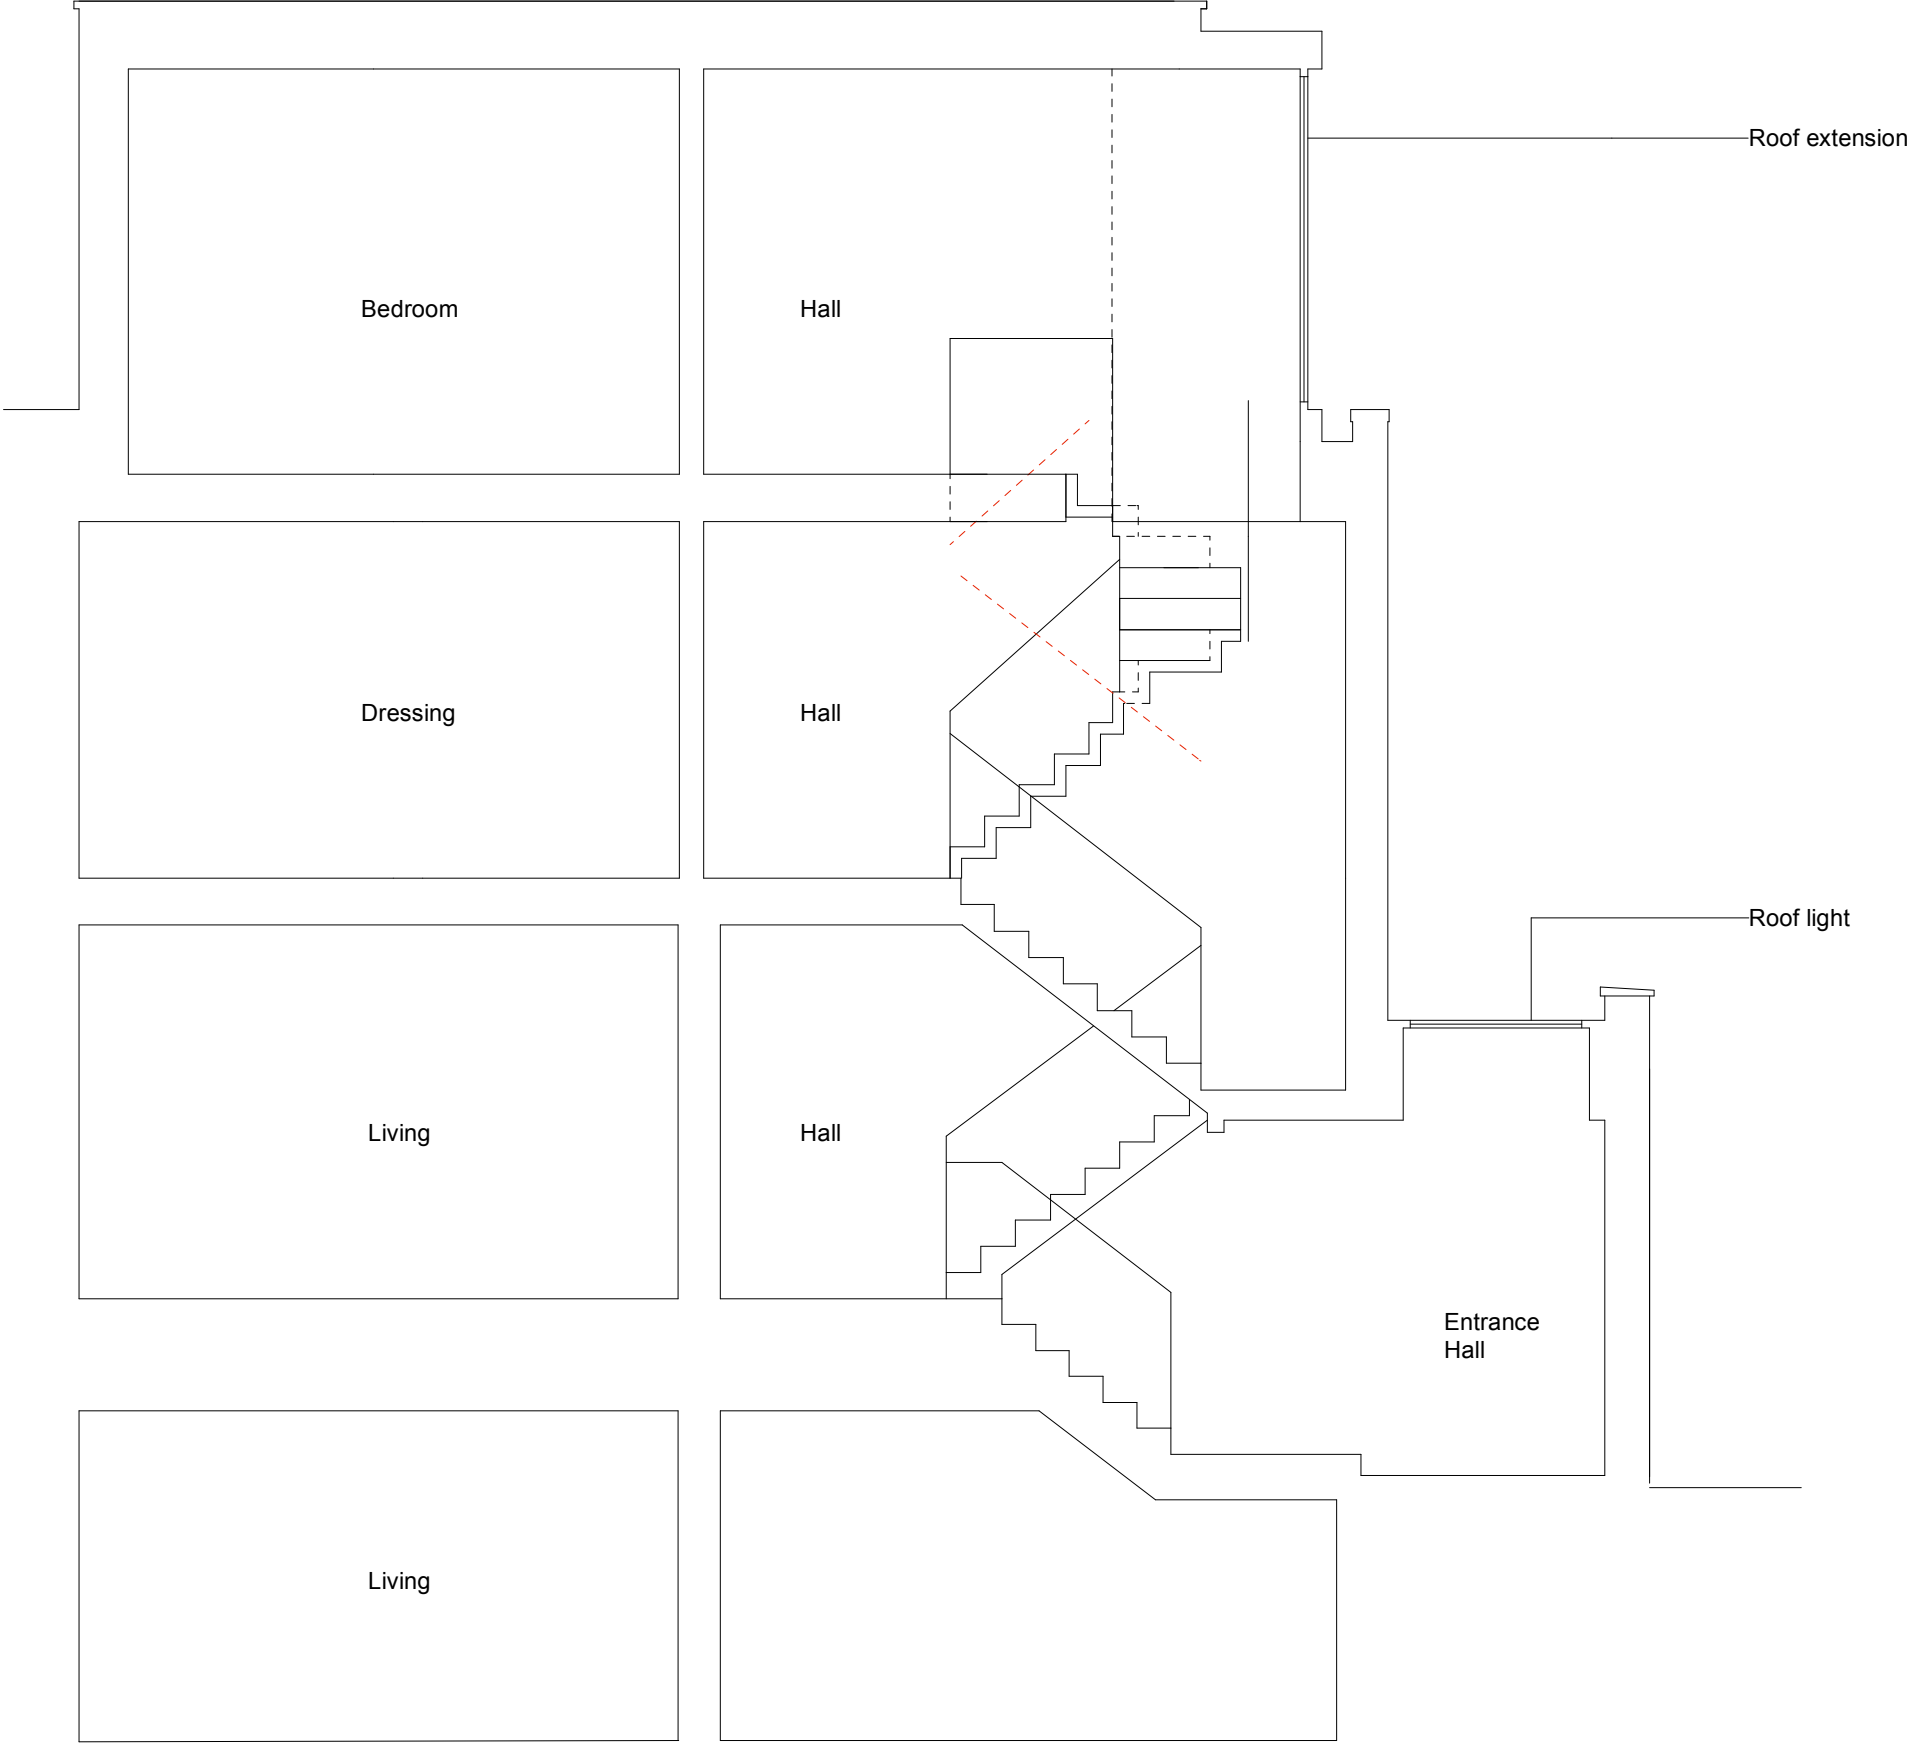 Roof extension
Bedroom
Hall
Dressing
Hall
Roof light
Living
Hall
Entrance
Hall
Living